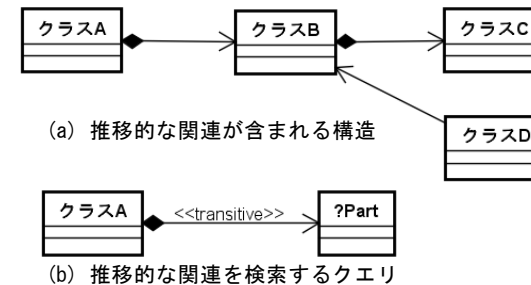 クラスA
クラスB
クラスC
クラスD
(a) 推移的な関連が含まれる構造
クラスA
<<transitive>>
?Part
(b) 推移的な関連を検索するクエリ